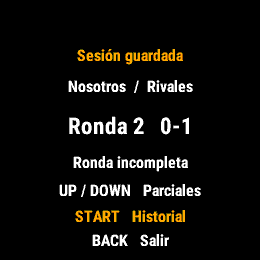 Sesión guardada
Nosotros / Rivales
Ronda 2 0-1
Ronda incompleta
UP / DOWN Parciales
START Historial
BACK Salir